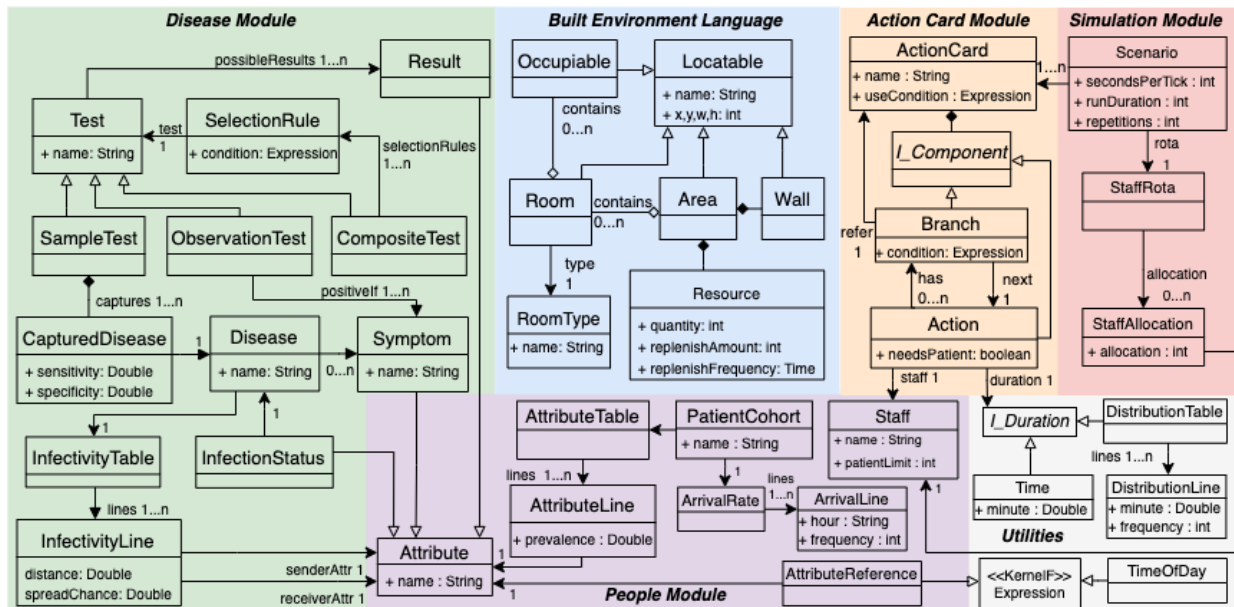 Disease Module
Built Environment Language
Action Card Module
Simulation Module
possibleResults 1...n
Result
Test
+ name: String
test
1
SelectionRule
+ condition: Expression
selectionRules
1...n
SampleTest
ObservationTest
CompositeTest
captures 1...n
positiveIf 1...n
CapturedDisease
+ sensitivity: Double
+ specificity: Double
1
Disease
+ name: String
0...n
Symptom
+ name: String
1
1
InfectivityTable
InfectionStatus
lines 1...n
InfectivityLine
distance: Double
spreadChance: Double
senderAttr 1
receiverAttr 1
Occupiable
Locatable
+ name: String
+ x,y,w,h: int
contains
0...n
Room
contains
0...n
Area
Wall
type
1
RoomType
+ name: String
Resource
+ quantity: int
+ replenishAmount: int
+ replenishFrequency: Time
ActionCard
+ name : String
+ useCondition : Expression
1...n
I_Component
Branch
+ condition: Expression
refer
1
has
0...n
next
1
Action
+ needsPatient: boolean
staff 1
duration 1
Scenario
+ secondsPerTick : int
+ runDuration : int
+ repetitions : int
rota
1
StaffRota
allocation
0...n
StaffAllocation
+ allocation : int
AttributeTable
PatientCohort
+ name : String
Staff
+ name : String
+ patientLimit : int
1
lines 1...n
AttributeLine
+ prevalence : Double
1
ArrivalRate
lines
1...n
ArrivalLine
+ hour : String
+ frequency : int
Attribute
+ name : String
1
1
AttributeReference
People Module
I_Duration
DistributionTable
lines 1...n
Time
+ minute : Double
DistributionLine
+ minute : Double
+ frequency : int
Utilities
<<KernelF>>
Expression
TimeOfDay